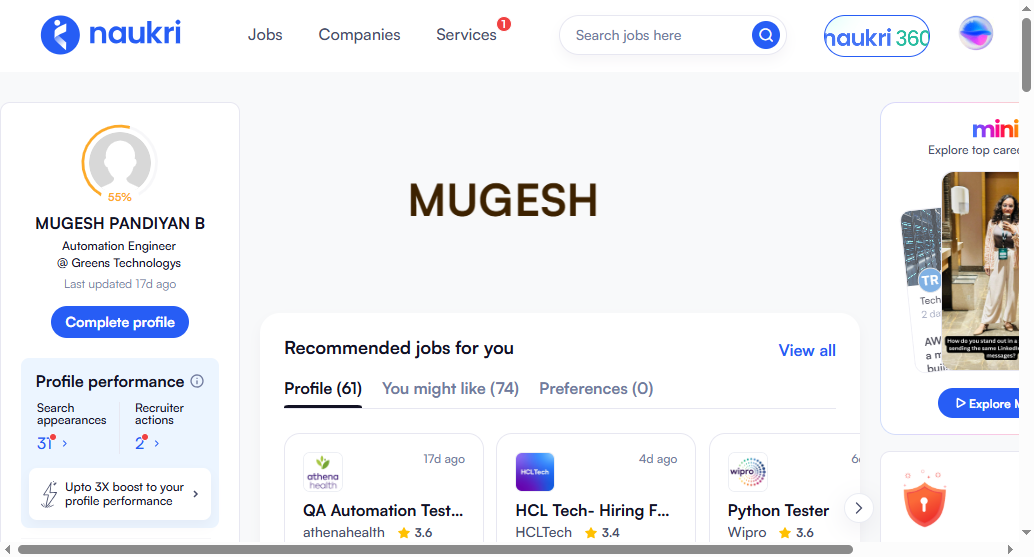 naukri
Jobs
Companies
Services
1
Search jobs here
naukri 360
55%
MUGESH PANDIYAN B
Automation Engineer
@ Greens Technologys
Last updated 17d ago
Complete profile
Profile performance
Search
appearances
31
Recruiter
actions
2
Upto 3X boost to your
profile performance
MUGESH
Recommended jobs for you
View all
Profile (61)
You might like (74)
Preferences (0)
athena
health
17d ago
QA Automation Test...
athenahealth
3.6
HCLTech
4d ago
HCL Tech- Hiring F...
HCLTech
3.4
wipro
Python Tester
Wipro
3.6
mini
Explore top
TR
Tech
2 da
AW
a m
buil
How do you stand out in a
sending the same LinkedIn
messages?
Explore